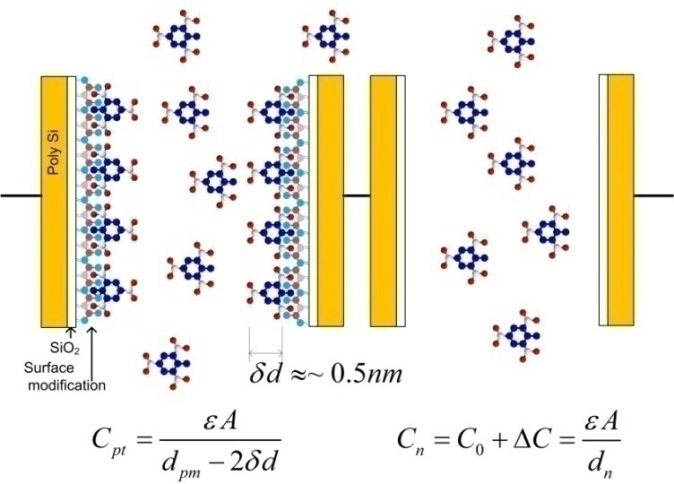 Poly Si
SiO₂
Surface
modification
δd ≈~ 0.5nm
C_pt = εA / (d_pm − 2δd)
C_n = C_0 + ΔC = εA / d_n